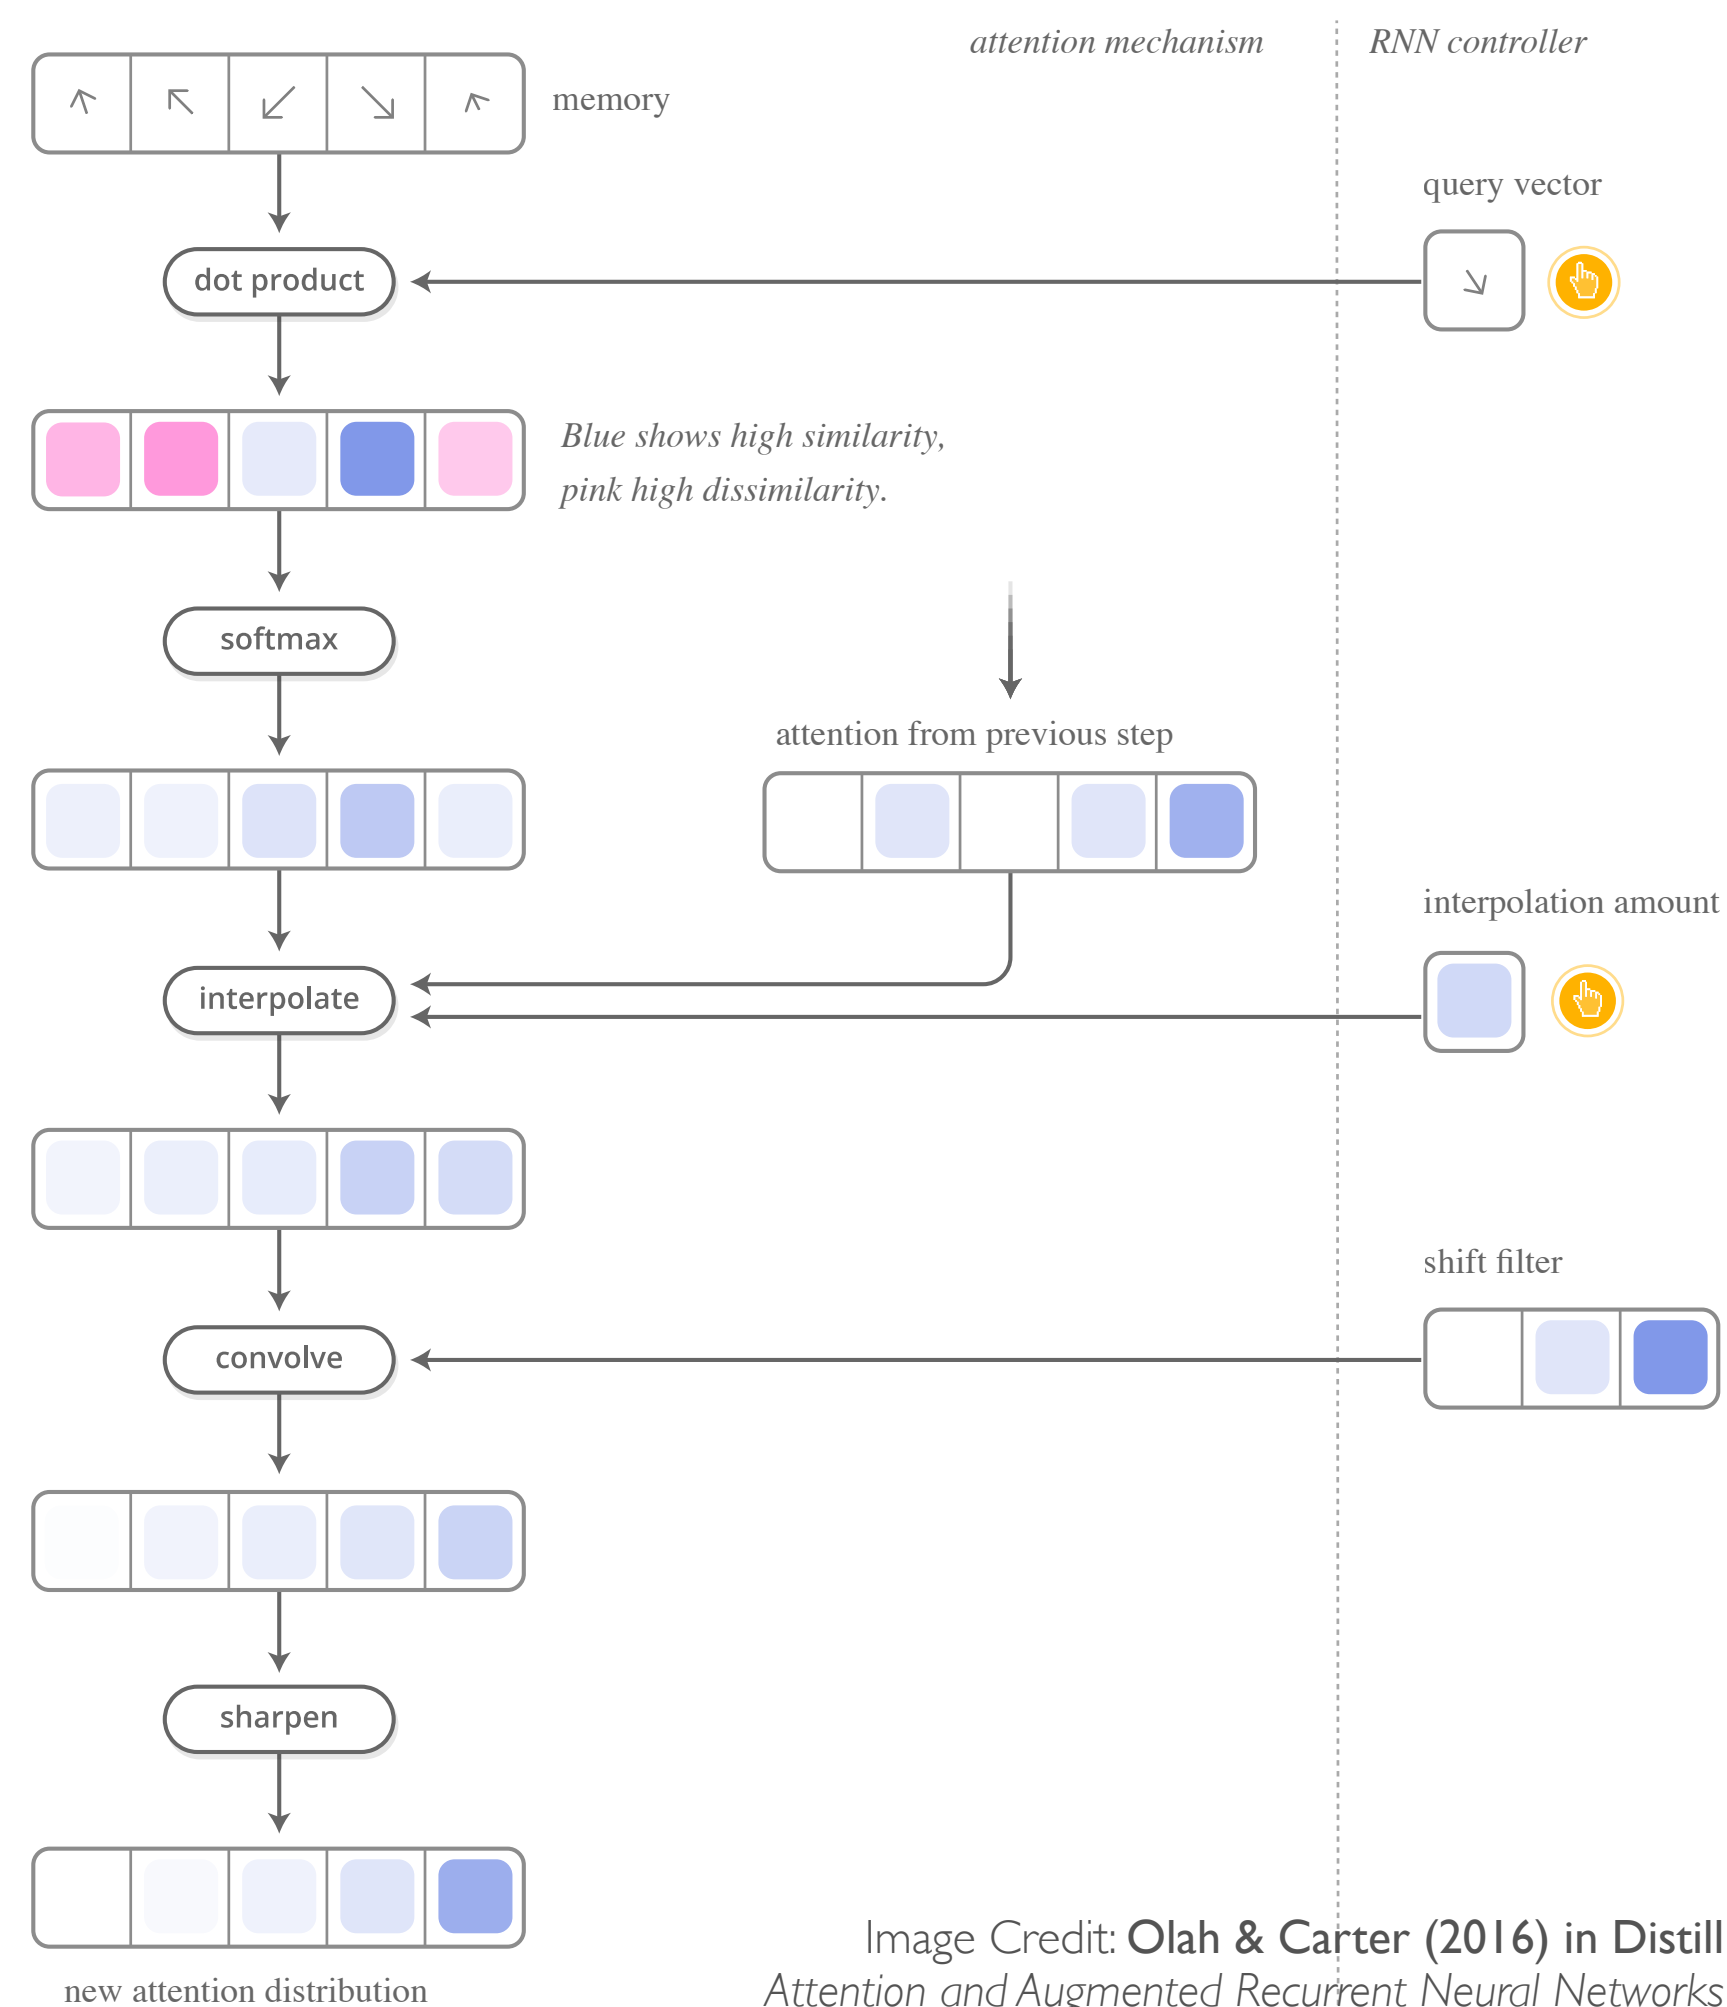 attention mechanism
RNN controller
memory
query vector
dot product
Blue shows high similarity,
pink high dissimilarity.
softmax
attention from previous step
interpolation amount
interpolate
shift filter
convolve
sharpen
new attention distribution
Image Credit: Olah & Carter (2016) in Distill
Attention and Augmented Recurrent Neural Networks